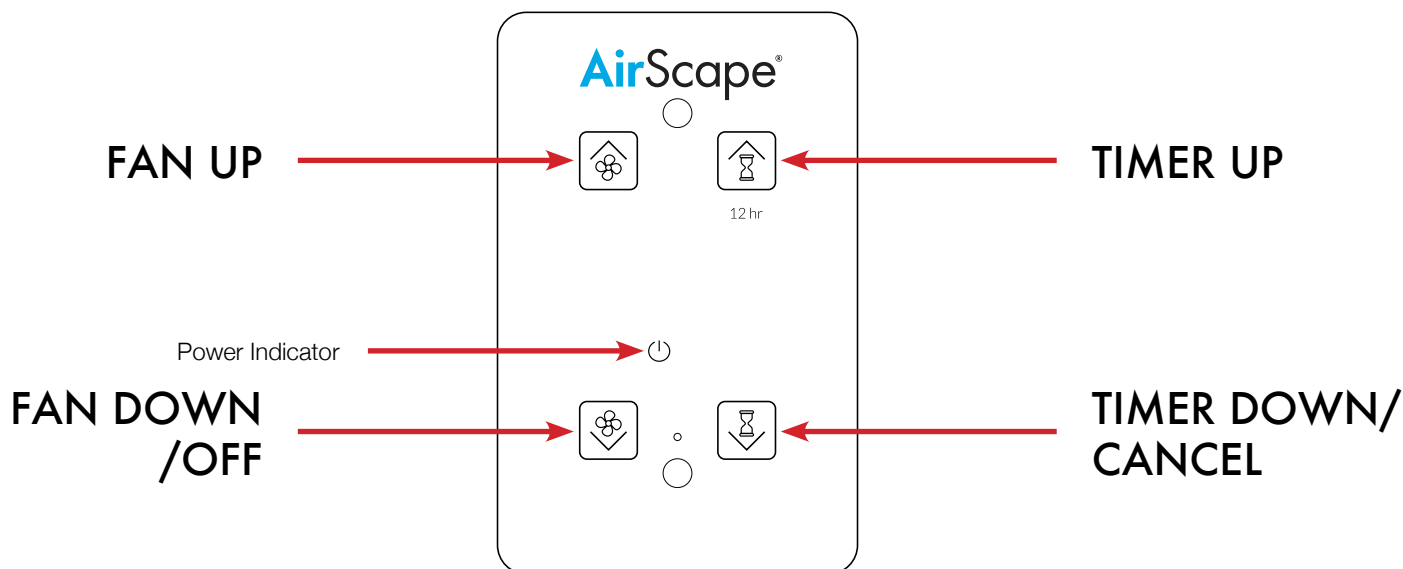 AirScape®
FAN UP
TIMER UP
12 hr
Power Indicator
FAN DOWN
/OFF
TIMER DOWN/
CANCEL